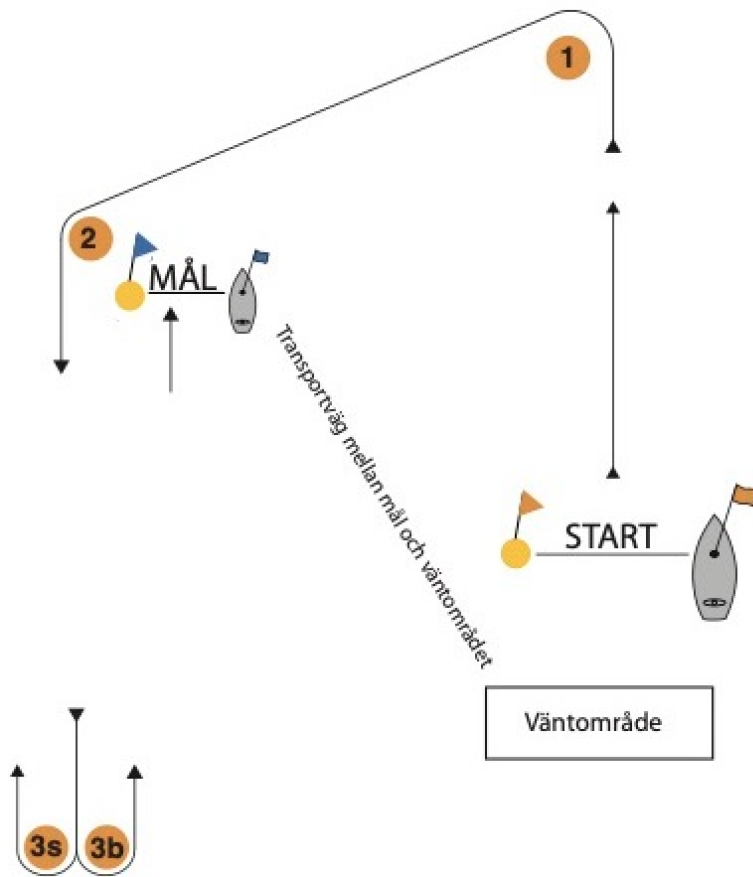 1
2
MÅL
Transportväg mellan mål och väntområdet
START
Väntområde
3s 3b